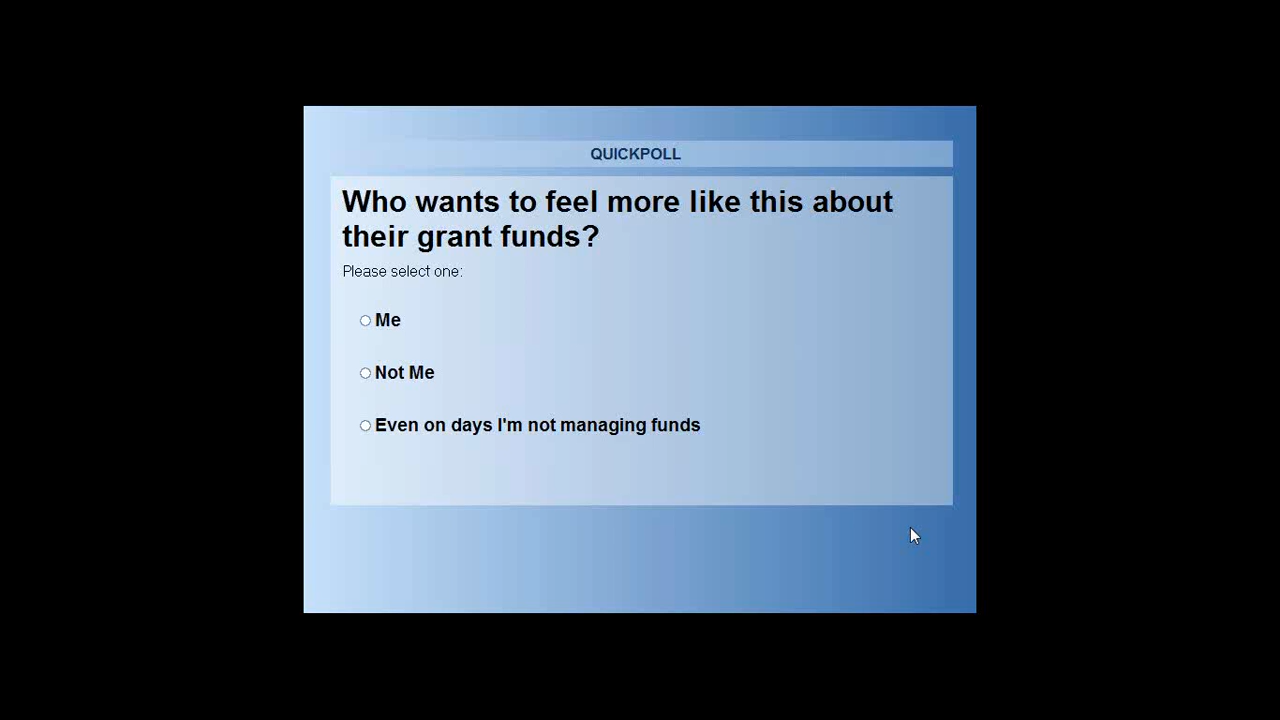 QUICKPOLL
Who wants to feel more like this about
their grant funds?
Please select one:
Me
Not Me
Even on days I'm not managing funds